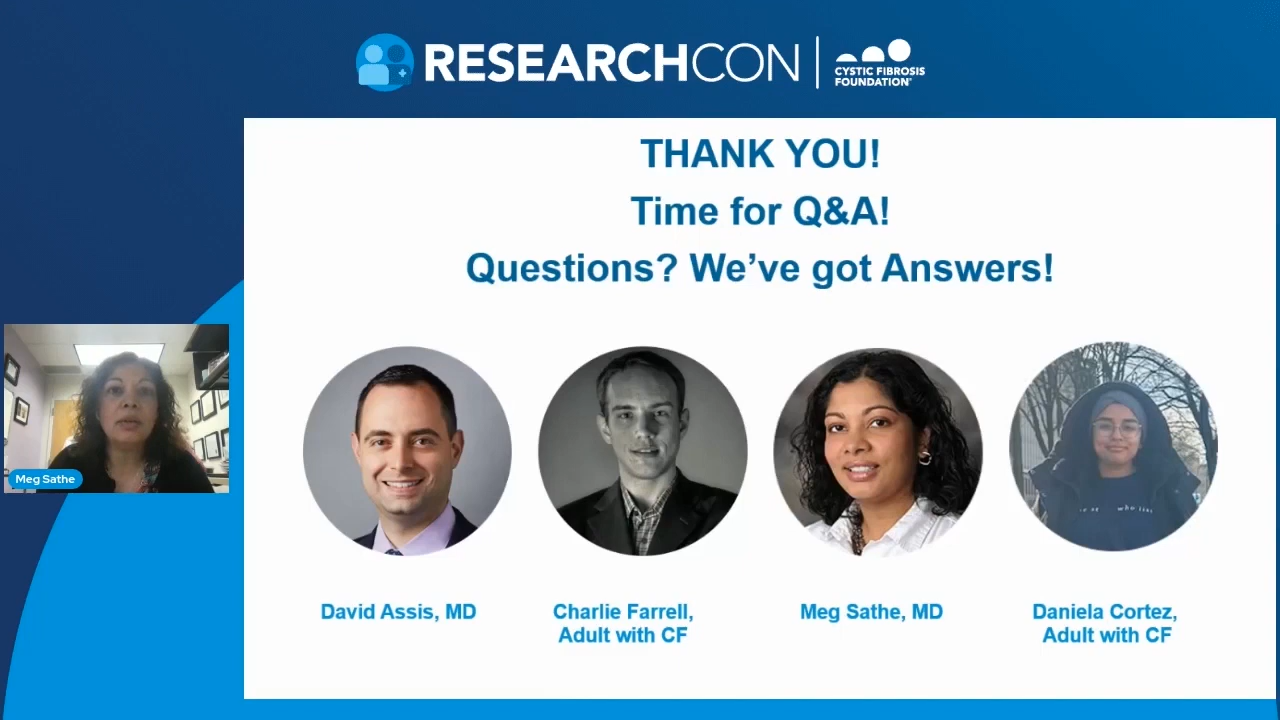 RESEARCHCON
CYSTIC FIBROSIS
FOUNDATION
THANK YOU!
Time for Q&A!
Questions? We've got Answers!
Meg Sathe
who
David Assis, MD
Charlie Farrell,
Adult with CF
Meg Sathe, MD
Daniela Cortez,
Adult with CF